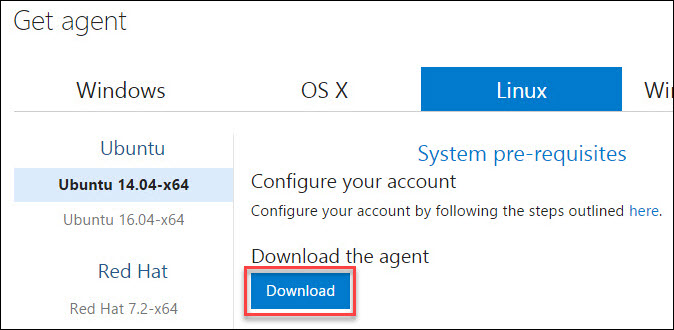 Get agent
Windows
OS X
Linux
Ubuntu
Ubuntu 14.04-x64
Ubuntu 16.04-x64
Red Hat
Red Hat 7.2-x64
System pre-requisites
Configure your account
Configure your account by following the steps outlined here.
Download the agent
Download